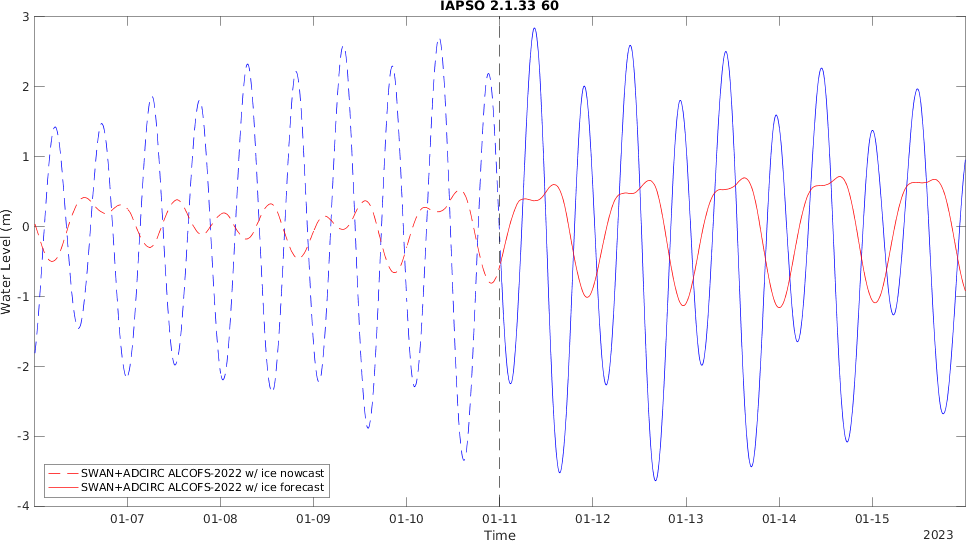 IAPSO 2.1.33 60
3
2
1
0
-1
-2
-3
-4
Water Level (m)
SWAN+ADCIRC ALCOFS-2022 w/ ice nowcast
SWAN+ADCIRC ALCOFS-2022 w/ ice forecast
01-07 01-08 01-09 01-10 01-11 01-12 01-13 01-14 01-15
Time
2023